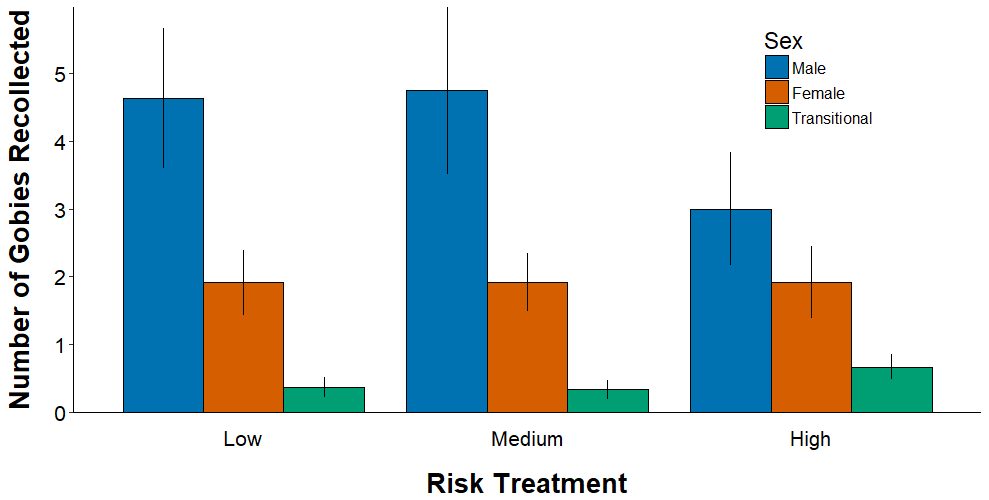 Number of Gobies Recollected
5
4
3
2
1
0
Sex
Male
Female
Transitional
Low Medium High
Risk Treatment